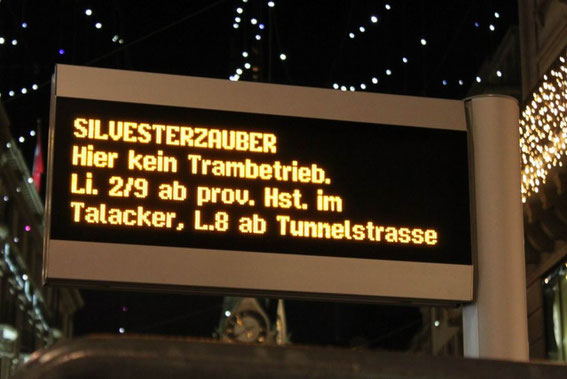 SILVESTERZAUBER
Hier kein Trambetrieb.
Li. 2/9 ab prov. Hst. im
Talacker, L.8 ab Tunnelstrasse